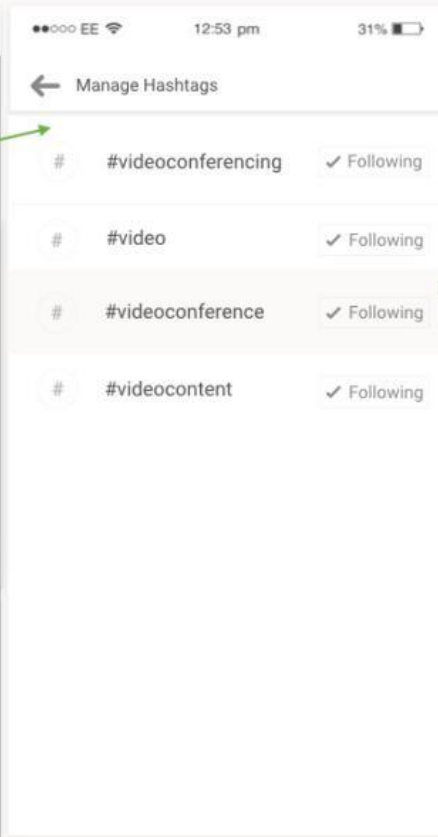 EE 12:53 pm 31%
Manage Hashtags
# #videoconferencing ✓ Following
# #video ✓ Following
# #videoconference ✓ Following
# #videocontent ✓ Following